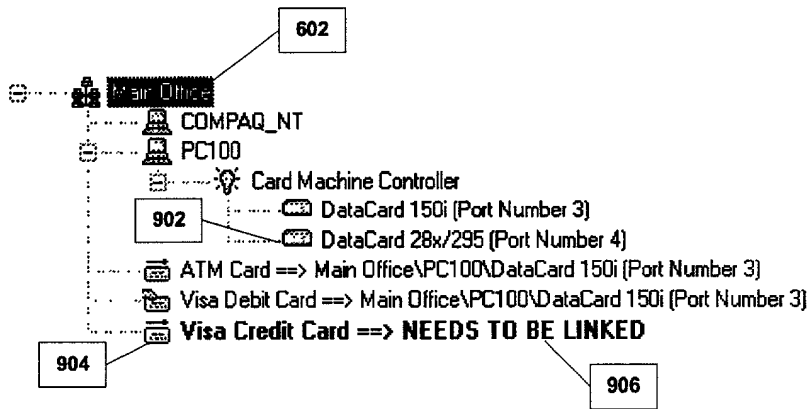 602
Main Office
COMPAQ_NT
PC100
Card Machine Controller
DataCard 150i (Port Number 3)
902
DataCard 28x/295 (Port Number 4)
ATM Card ==> Main Office\PC100\DataCard 150i (Port Number 3)
Visa Debit Card ==> Main Office\PC100\DataCard 150i (Port Number 3)
Visa Credit Card ==> NEEDS TO BE LINKED
904
906